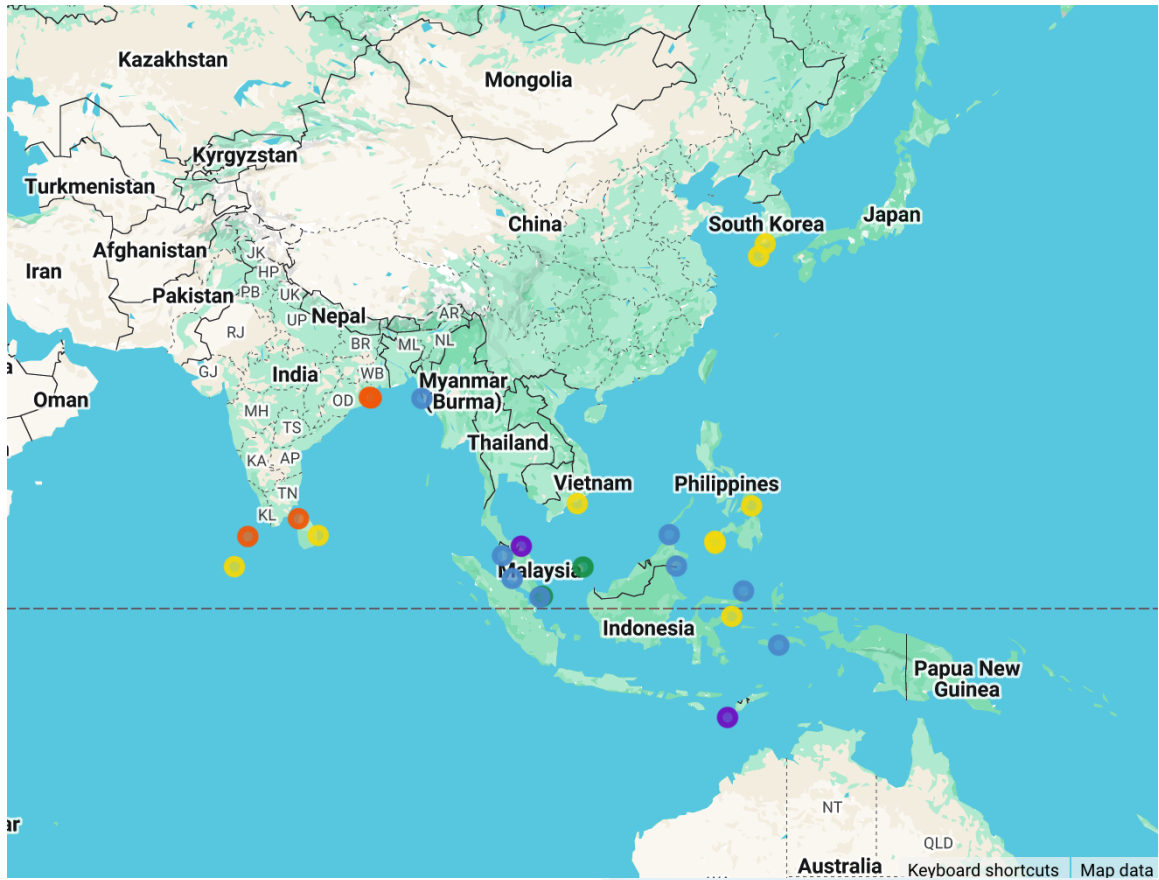 Kazakhstan
Mongolia
Kyrgyzstan
Turkmenistan
Japan
South Korea
China
Afghanistan
JK
Iran
HP
PB
UK
Pakistan
AR
Nepal
UP
RJ
NL
BR
ML
GJ
India
WB
Myanmar
(Burma)
Oman
OD
MH
TS
Thailand
KA
AP
Vietnam
Philippines
TN
KL
Malaysia
Indonesia
Papua New
Guinea
NT
QLD
Australia
Keyboard shortcuts
Map data